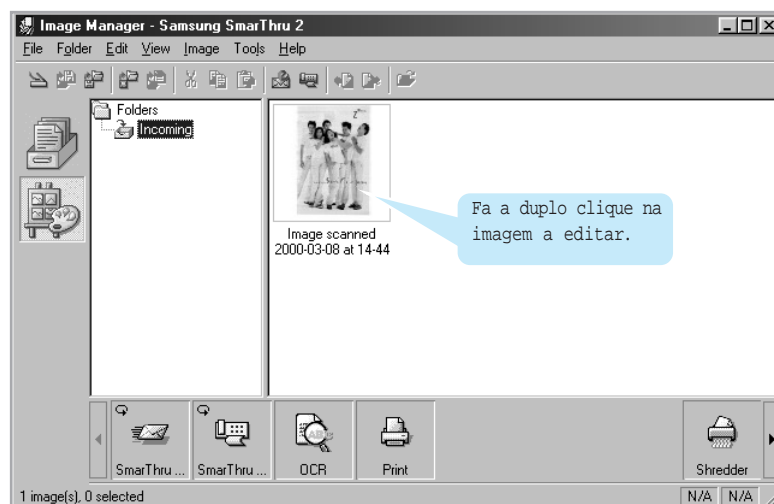 Image Manager - Samsung SmarThru 2
File Folder Edit View Image Tools Help
Folders
Incoming
Image scanned
2000-03-08 at 14-44
Fa a duplo clique na
imagem a editar.
SmarThru ... SmarThru ... OCR Print Shredder
1 image(s), 0 selected N/A N/A